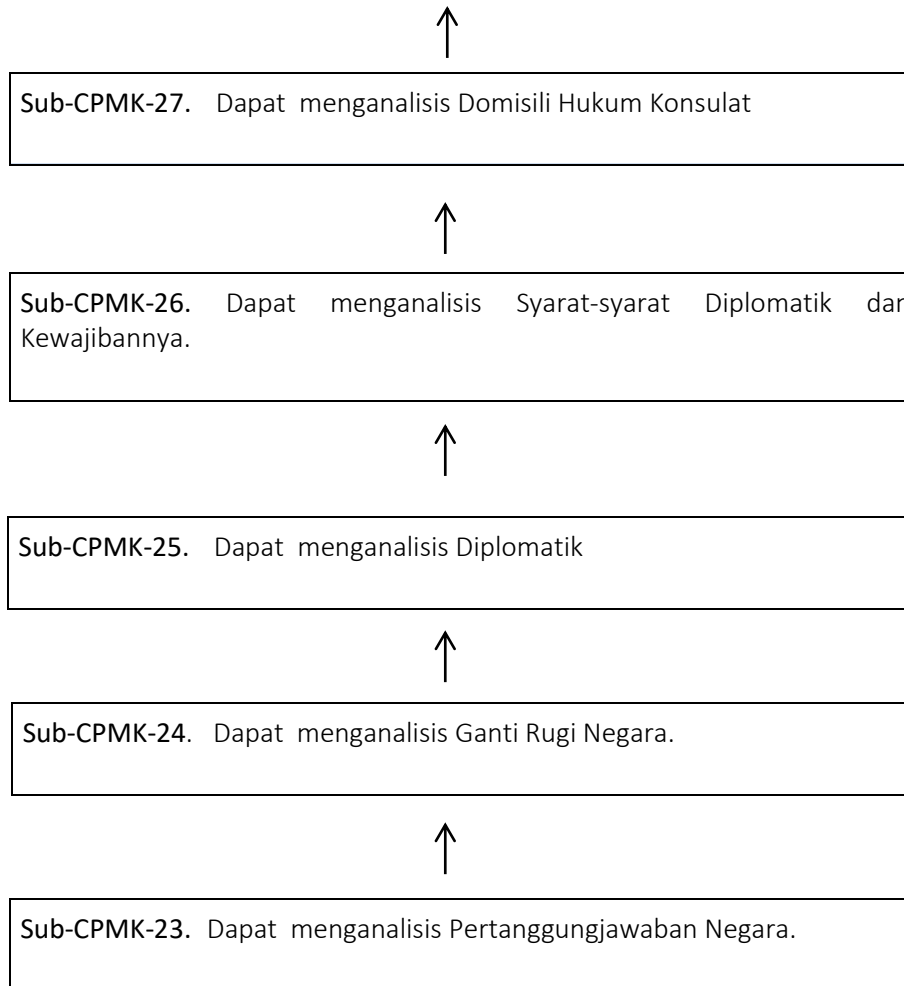 Sub-CPMK-27. Dapat menganalisis Domisili Hukum Konsulat
Sub-CPMK-26. Dapat menganalisis Syarat-syarat Diplomatik dan
Kewajibannya.
Sub-CPMK-25. Dapat menganalisis Diplomatik
Sub-CPMK-24. Dapat menganalisis Ganti Rugi Negara.
Sub-CPMK-23. Dapat menganalisis Pertanggungjawaban Negara.